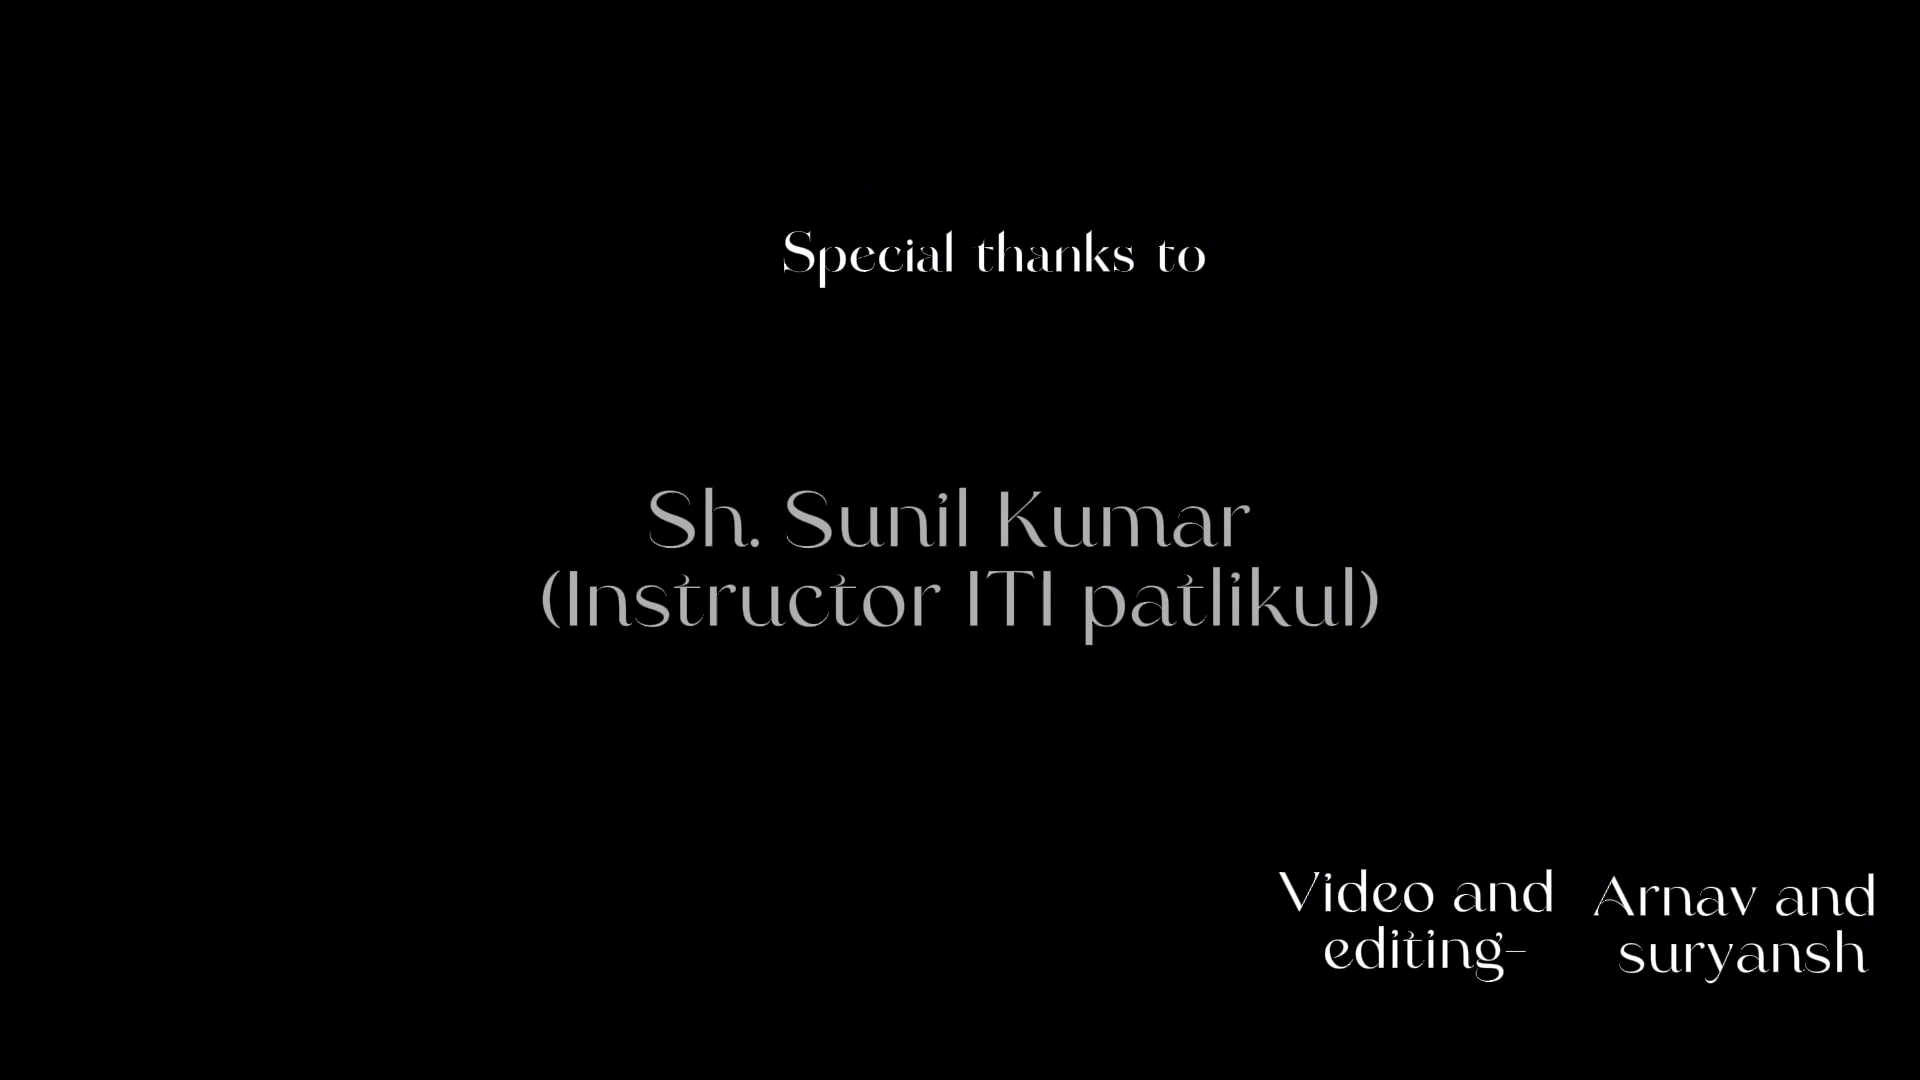 Special thanks to
Sh. Sunil Kumar
(Instructor ITI patlikul)
Video and
editing-
Arnav and
suryansh